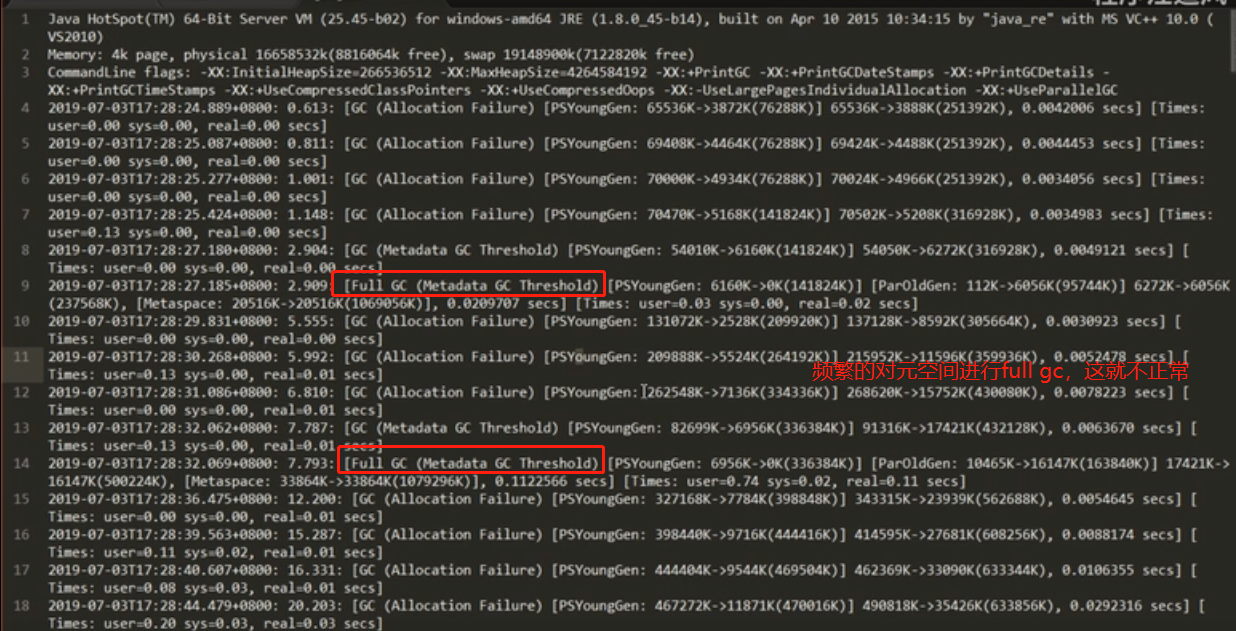 1 Java HotSpot(TM) 64-Bit Server VM (25.45-b02) for windows-amd64 JRE (1.8.0_45-b14), built on Apr 10 2015 10:34:15 by "java_re" with MS VC++ 10.0 (
VS2010)
2 Memory: 4k page, physical 16658532k(8816064k free), swap 19148900k(7122820k free)
3 CommandLine flags: -XX:InitialHeapSize=266536512 -XX:MaxHeapSize=4264584192 -XX:+PrintGC -XX:+PrintGCDateStamps -XX:+PrintGCDetails -
XX:+PrintGCTimeStamps -XX:+UseCompressedClassPointers -XX:+UseCompressedOops -XX:-UseLargePagesIndividualAllocation -XX:+UseParallelGC
4 2019-07-03T17:28:24.889+0800: 0.613: [GC (Allocation Failure) [PSYoungGen: 65536K->3872K(76288K)] 65536K->3888K(251392K), 0.0042006 secs] [Times:
user=0.00 sys=0.00, real=0.00 secs]
5 2019-07-03T17:28:25.087+0800: 0.811: [GC (Allocation Failure) [PSYoungGen: 69408K->4464K(76288K)] 69424K->4488K(251392K), 0.0044453 secs] [Times:
user=0.00 sys=0.00, real=0.00 secs]
6 2019-07-03T17:28:25.277+0800: 1.001: [GC (Allocation Failure) [PSYoungGen: 70000K->4934K(76288K)] 70024K->4966K(251392K), 0.0034056 secs] [Times:
user=0.00 sys=0.00, real=0.00 secs]
7 2019-07-03T17:28:25.424+0800: 1.148: [GC (Allocation Failure) [PSYoungGen: 70470K->5168K(141824K)] 70502K->5208K(316928K), 0.0034983 secs] [Times:
user=0.13 sys=0.00, real=0.00 secs]
8 2019-07-03T17:28:27.180+0800: 2.904: [GC (Metadata GC Threshold) [PSYoungGen: 54010K->6160K(141824K)] 54050K->6272K(316928K), 0.0049121 secs] [
Times: user=0.00 sys=0.00, real=0.00 secs]
9 2019-07-03T17:28:27.185+0800: 2.909: [Full GC (Metadata GC Threshold) [PSYoungGen: 6160K->0K(141824K)] [ParOldGen: 112K->6056K(95744K)] 6272K->6056K
(237568K), [Metaspace: 20516K->20516K(1069056K)], 0.0209707 secs] [Times: user=0.03 sys=0.00, real=0.02 secs]
10 2019-07-03T17:28:29.831+0800: 5.555: [GC (Allocation Failure) [PSYoungGen: 131072K->2528K(209920K)] 137128K->8592K(305664K), 0.0030923 secs] [
Times: user=0.00 sys=0.00, real=0.00 secs]
11 2019-07-03T17:28:30.268+0800: 5.992: [GC (Allocation Failure) [PSYoungGen: 209888K->5524K(264192K)] 215952K->11596K(359936K), 0.0052478 secs] [
Times: user=0.13 sys=0.00, real=0.01 secs]
频繁的对元空间进行full gc，这就不正常
12 2019-07-03T17:28:31.086+0800: 6.810: [GC (Allocation Failure) [PSYoungGen: 262548K->7136K(334336K)] 268620K->15752K(430080K), 0.0078223 secs] [
Times: user=0.00 sys=0.00, real=0.01 secs]
13 2019-07-03T17:28:32.062+0800: 7.787: [GC (Metadata GC Threshold) [PSYoungGen: 82699K->6956K(336384K)] 91316K->17421K(432128K), 0.0063670 secs] [
Times: user=0.13 sys=0.00, real=0.01 secs]
14 2019-07-03T17:28:32.069+0800: 7.793: [Full GC (Metadata GC Threshold) [PSYoungGen: 6956K->0K(336384K)] [ParOldGen: 10465K->16147K(163840K)] 17421K->
16147K(500224K), [Metaspace: 33864K->33864K(1079296K)], 0.1122566 secs] [Times: user=0.74 sys=0.02, real=0.11 secs]
15 2019-07-03T17:28:36.475+0800: 12.200: [GC (Allocation Failure) [PSYoungGen: 327168K->7784K(398848K)] 343315K->23939K(562688K), 0.0054645 secs] [
Times: user=0.00 sys=0.00, real=0.01 secs]
16 2019-07-03T17:28:39.563+0800: 15.287: [GC (Allocation Failure) [PSYoungGen: 398440K->9716K(444416K)] 414595K->27681K(608256K), 0.0088174 secs] [
Times: user=0.11 sys=0.02, real=0.01 secs]
17 2019-07-03T17:28:40.607+0800: 16.331: [GC (Allocation Failure) [PSYoungGen: 444404K->9544K(469504K)] 462369K->33090K(633344K), 0.0106355 secs] [
Times: user=0.08 sys=0.03, real=0.01 secs]
18 2019-07-03T17:28:44.479+0800: 20.203: [GC (Allocation Failure) [PSYoungGen: 467272K->11871K(470016K)] 490818K->35426K(633856K), 0.0292316 secs] [
Times: user=0.20 sys=0.03, real=0.03 secs]